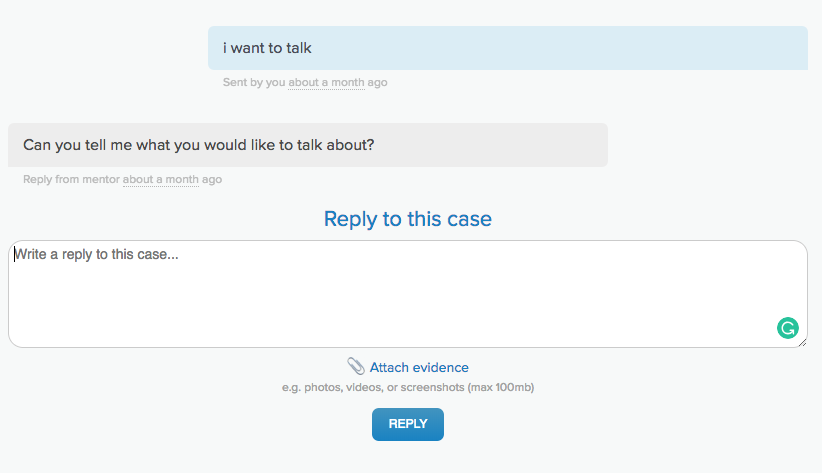 i want to talk
Sent by you about a month ago
Can you tell me what you would like to talk about?
Reply from mentor about a month ago
Reply to this case
Write a reply to this case...
Attach evidence
e.g. photos, videos, or screenshots (max 100mb)
REPLY